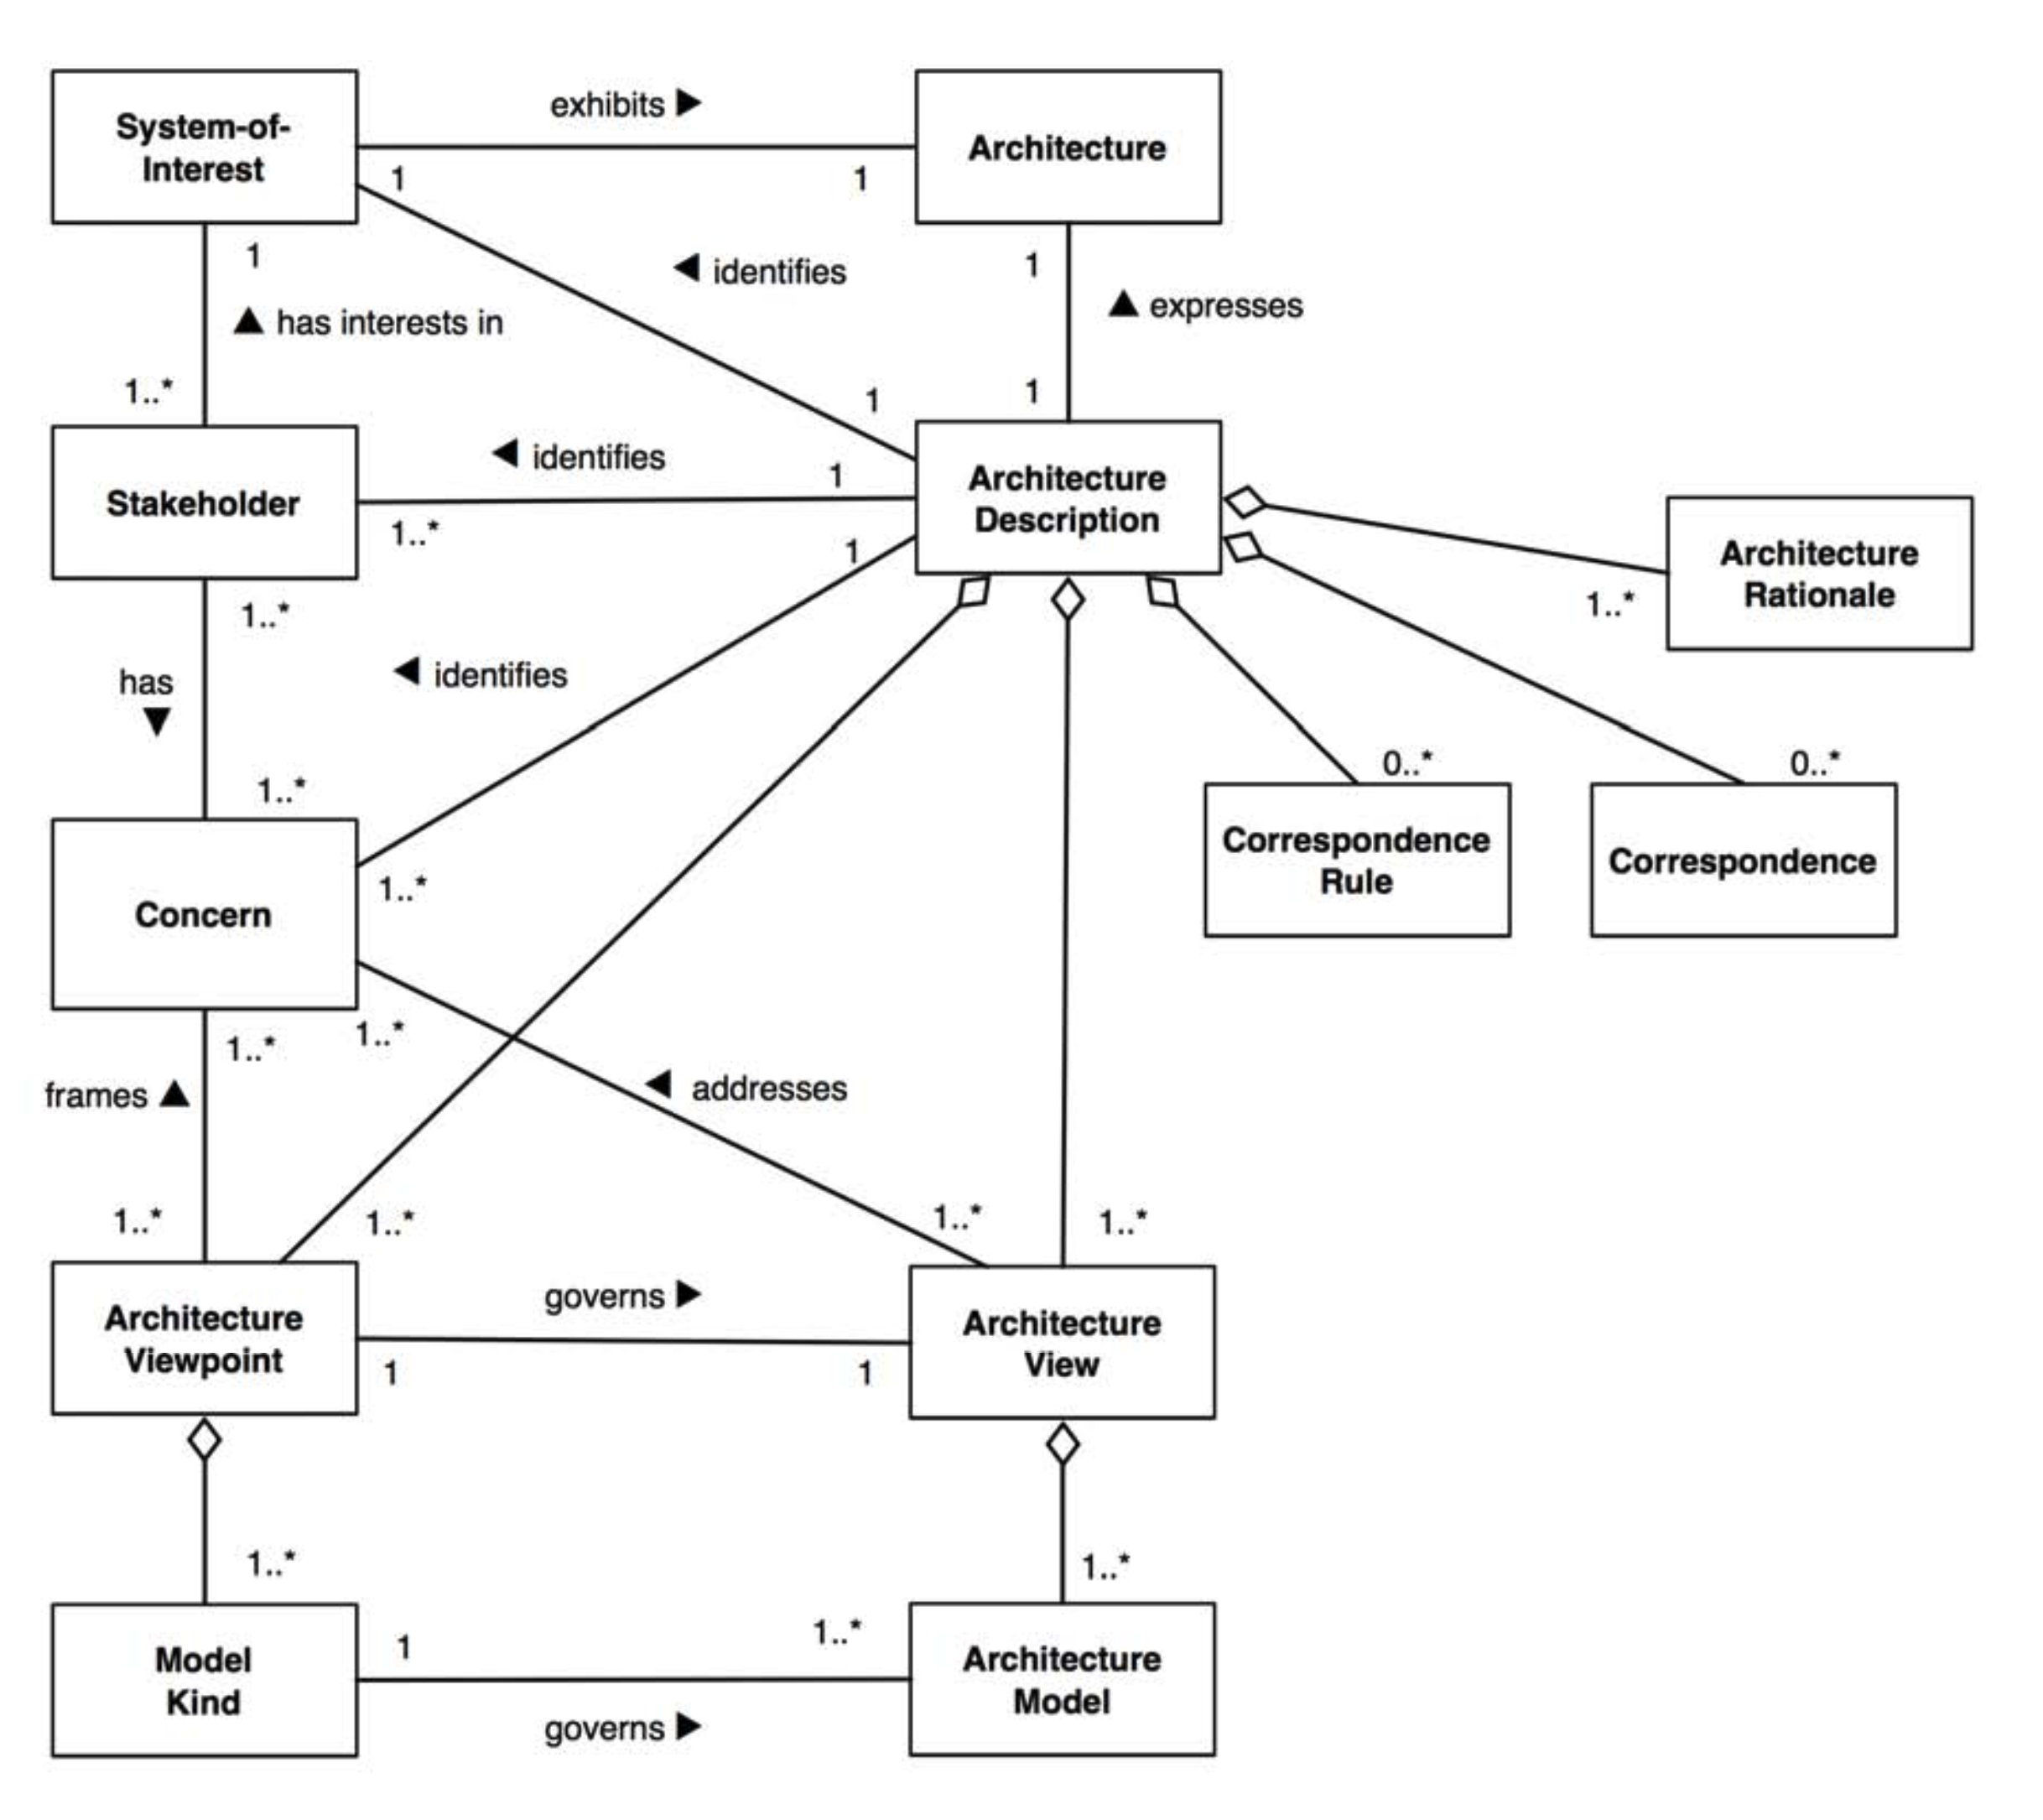 System-of-
Interest
exhibits ▶
Architecture
1
1
1
◀ identifies
1
▲ expresses
▲ has interests in
1..*
1
1
Stakeholder
◀ identifies
1
1..*
Architecture
Description
1
Architecture
Rationale
1..*
1..*
has
▼
◀ identifies
1..*
0..*
0..*
Concern
1..*
Correspondence
Rule
Correspondence
1..*
1..*
frames ▲
◀ addresses
1..*
1..*
1..*
1..*
Architecture
Viewpoint
governs ▶
1
1
Architecture
View
1..*
1..*
Model
Kind
1
1..*
governs ▶
Architecture
Model